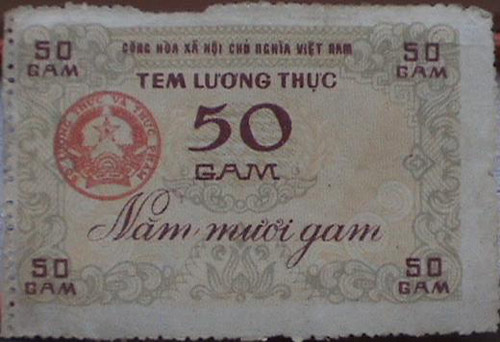 50 GAM
CỘNG HÒA XÃ HỘI CHỦ NGHĨA VIỆT NAM
50 GAM
TEM LƯƠNG THỰC
50
GAM
Năm mươi gam
50 GAM
50 GAM